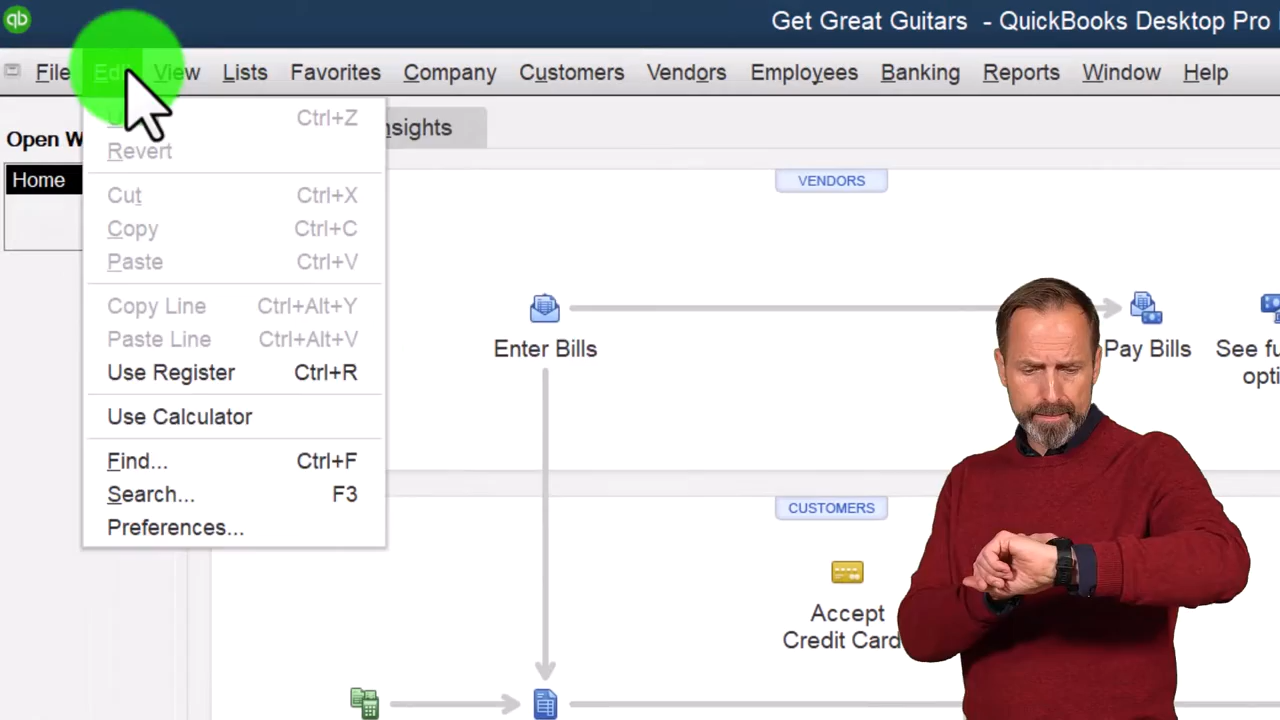 qb
Get Great Guitars - QuickBooks Desktop Pro
File Edit View Lists Favorites Company Customers Vendors Employees Banking Reports Window Help
Ctrl+Z
Open W
nsights
Revert
Home
VENDORS
Cut Ctrl+X
Copy Ctrl+C
Paste Ctrl+V
Copy Line Ctrl+Alt+Y
Paste Line Ctrl+Alt+V
Enter Bills
Pay Bills
See fu
opti
Use Register Ctrl+R
Use Calculator
Find... Ctrl+F
Search... F3
CUSTOMERS
Preferences...
Accept
Credit Card